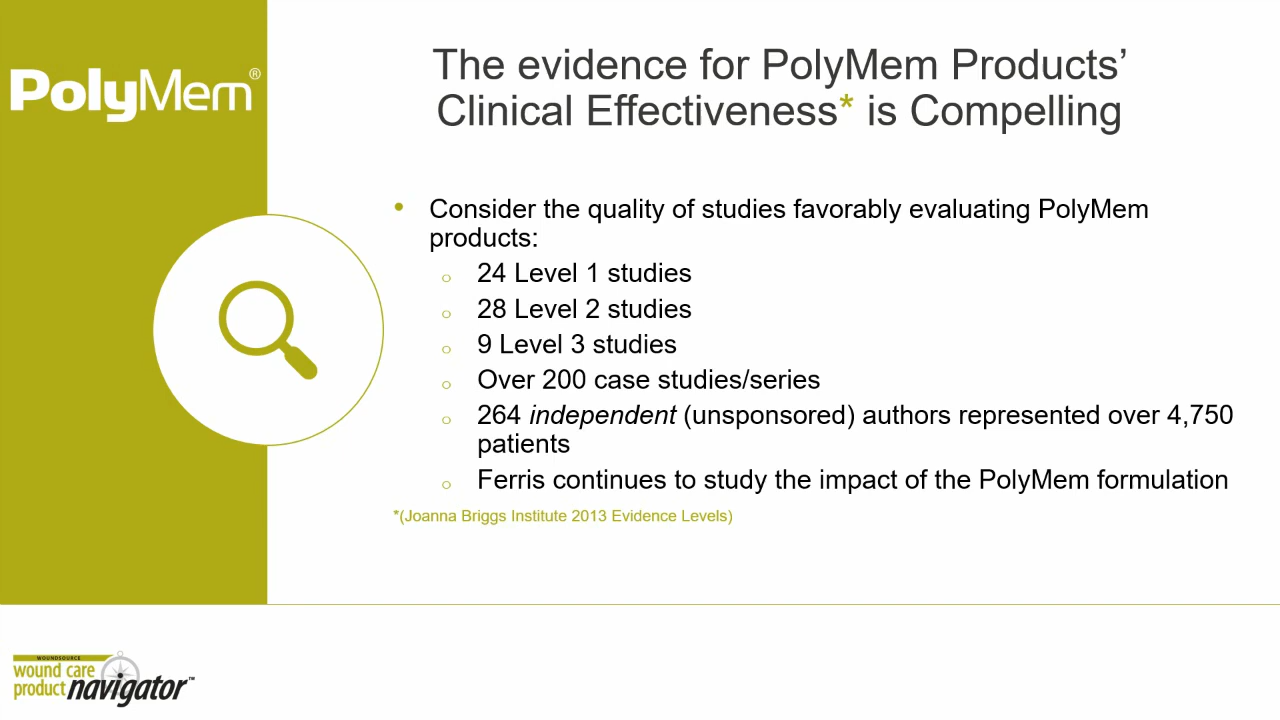 PolyMem®
The evidence for PolyMem Products’
Clinical Effectiveness* is Compelling
• Consider the quality of studies favorably evaluating PolyMem
products:
o 24 Level 1 studies
o 28 Level 2 studies
o 9 Level 3 studies
o Over 200 case studies/series
o 264 independent (unsponsored) authors represented over 4,750
patients
o Ferris continues to study the impact of the PolyMem formulation
*(Joanna Briggs Institute 2013 Evidence Levels)
WOUNDSOURCE
wound care
product navigator™